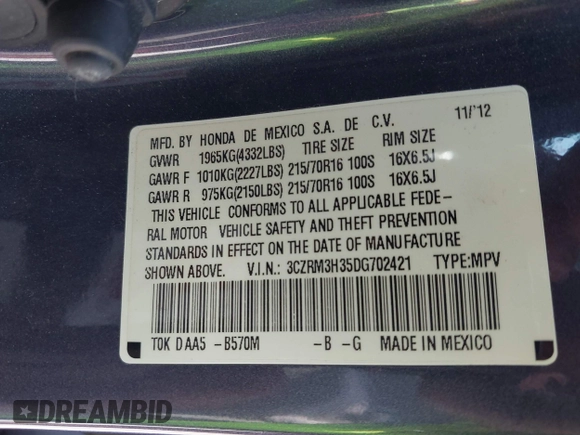 MFD. BY HONDA DE MEXICO S.A. DE C.V. 11/'12
GVWR 1965KG(4332LBS) TIRE SIZE RIM SIZE
GAWR F 1010KG(2227LBS) 215/70R16 100S 16X6.5J
GAWR R 975KG(2150LBS) 215/70R16 100S 16X6.5J
THIS VEHICLE CONFORMS TO ALL APPLICABLE FEDE-
RAL MOTOR VEHICLE SAFETY AND THEFT PREVENTION
STANDARDS IN EFFECT ON THE DATE OF MANUFACTURE
SHOWN ABOVE. V.I.N.: 3CZRM3H35DG702421 TYPE:MPV
T0K D AA5 -B570M -B -G MADE IN MEXICO
DREAMBID